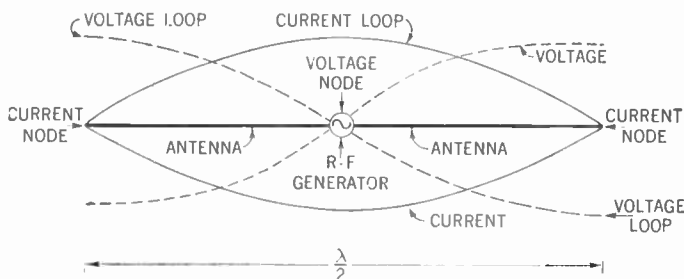 VOLTAGE LOOP
CURRENT LOOP
VOLTAGE
NODE
VOLTAGE
CURRENT
NODE
CURRENT
NODE
ANTENNA
ANTENNA
R-F
GENERATOR
CURRENT
VOLTAGE
LOOP
λ
2